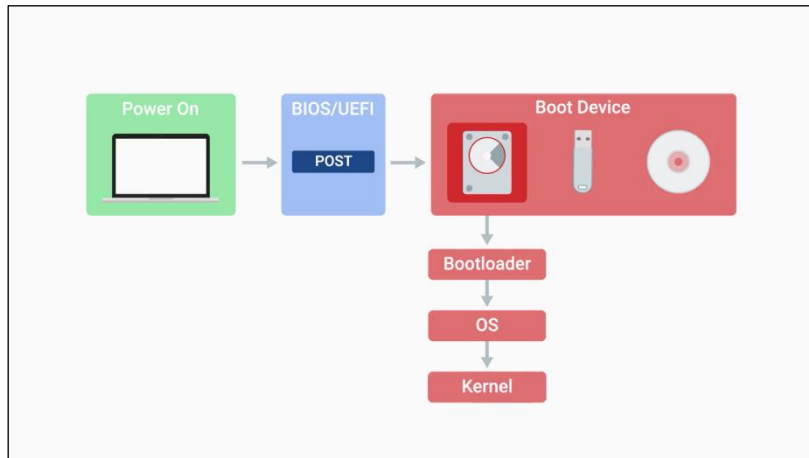 Power On
BIOS/UEFI
POST
Boot Device
Bootloader
OS
Kernel